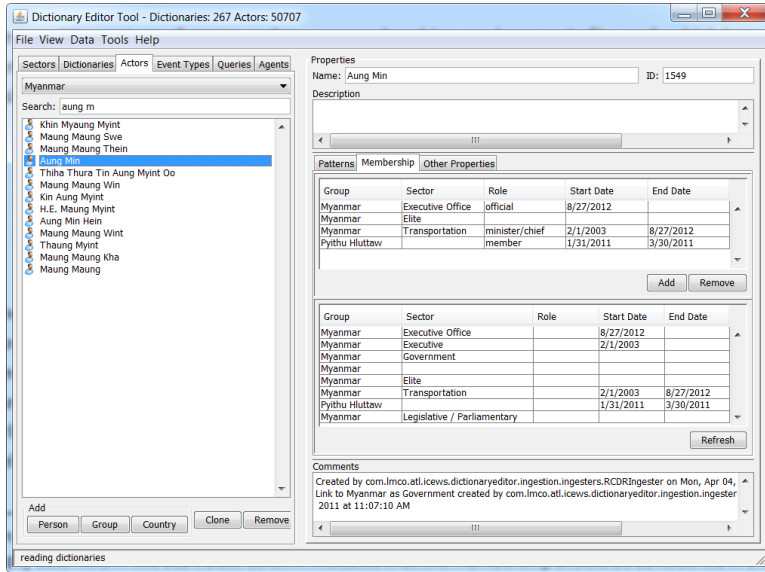 Dictionary Editor Tool - Dictionaries: 267 Actors: 50707
File View Data Tools Help
Sectors Dictionaries Actors Event Types Queries Agents
Myanmar
Search: aung m
Khin Myaung Myint
Maung Maung Swe
Maung Maung Thein
Aung Min
Thiha Thura Tin Aung Myint Oo
Maung Maung Win
Kin Aung Myint
H.E. Maung Myint
Aung Min Hein
Maung Maung Wint
Thaung Myint
Maung Maung Kha
Maung Maung
Add
Person Group Country Clone Remove
Properties
Name: Aung Min ID: 1549
Description
Patterns Membership Other Properties
Group Sector Role Start Date End Date
Myanmar Executive Office official 8/27/2012
Myanmar Elite
Myanmar Transportation minister/chief 2/1/2003 8/27/2012
Pyithu Hluttaw member 1/31/2011 3/30/2011
Add Remove
Group Sector Role Start Date End Date
Myanmar Executive Office 8/27/2012
Myanmar Executive 2/1/2003
Myanmar Government
Myanmar
Myanmar Elite
Myanmar Transportation 2/1/2003 8/27/2012
Pyithu Hluttaw 1/31/2011 3/30/2011
Myanmar Legislative / Parliamentary
Refresh
Comments
Created by com.lmco.atl.icews.dictionaryeditor.ingestion.ingesters.RCDRIngester on Mon, Apr 04,
Link to Myanmar as Government created by com.lmco.atl.icews.dictionaryeditor.ingestion.ingester
2011 at 11:07:10 AM
reading dictionaries